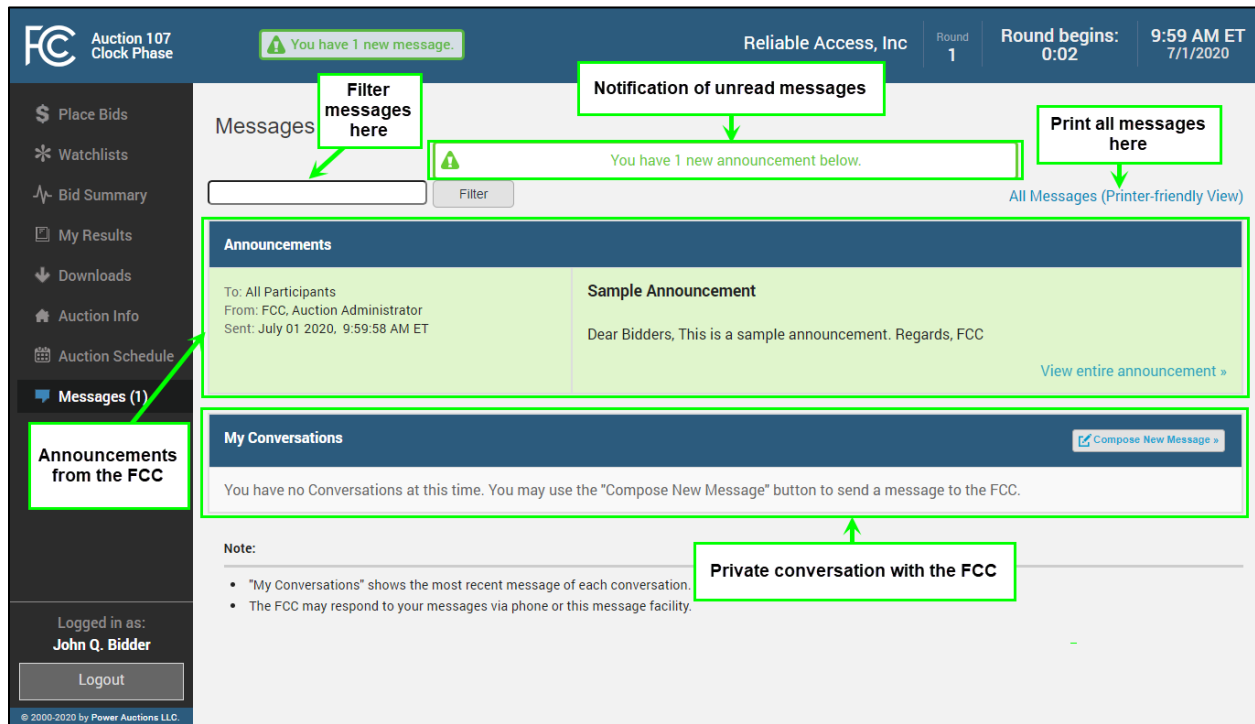 FCC
Auction 107
Clock Phase
You have 1 new message.
Reliable Access, Inc
Round
1
Round begins:
0:02
9:59 AM ET
7/1/2020
Place Bids
Watchlists
Bid Summary
My Results
Downloads
Auction Info
Auction Schedule
Messages (1)
Announcements
from the FCC
Logged in as:
John Q. Bidder
Logout
© 2000-2020 by Power Auctions LLC.
Messages
Filter
messages
here
Notification of unread messages
Print all messages
here
You have 1 new announcement below.
Filter
All Messages (Printer-friendly View)
Announcements
To: All Participants
From: FCC, Auction Administrator
Sent: July 01 2020, 9:59:58 AM ET
Sample Announcement
Dear Bidders, This is a sample announcement. Regards, FCC
View entire announcement »
My Conversations
Compose New Message »
You have no Conversations at this time. You may use the "Compose New Message" button to send a message to the FCC.
Note:
Private conversation with the FCC
• "My Conversations" shows the most recent message of each conversation.
• The FCC may respond to your messages via phone or this message facility.